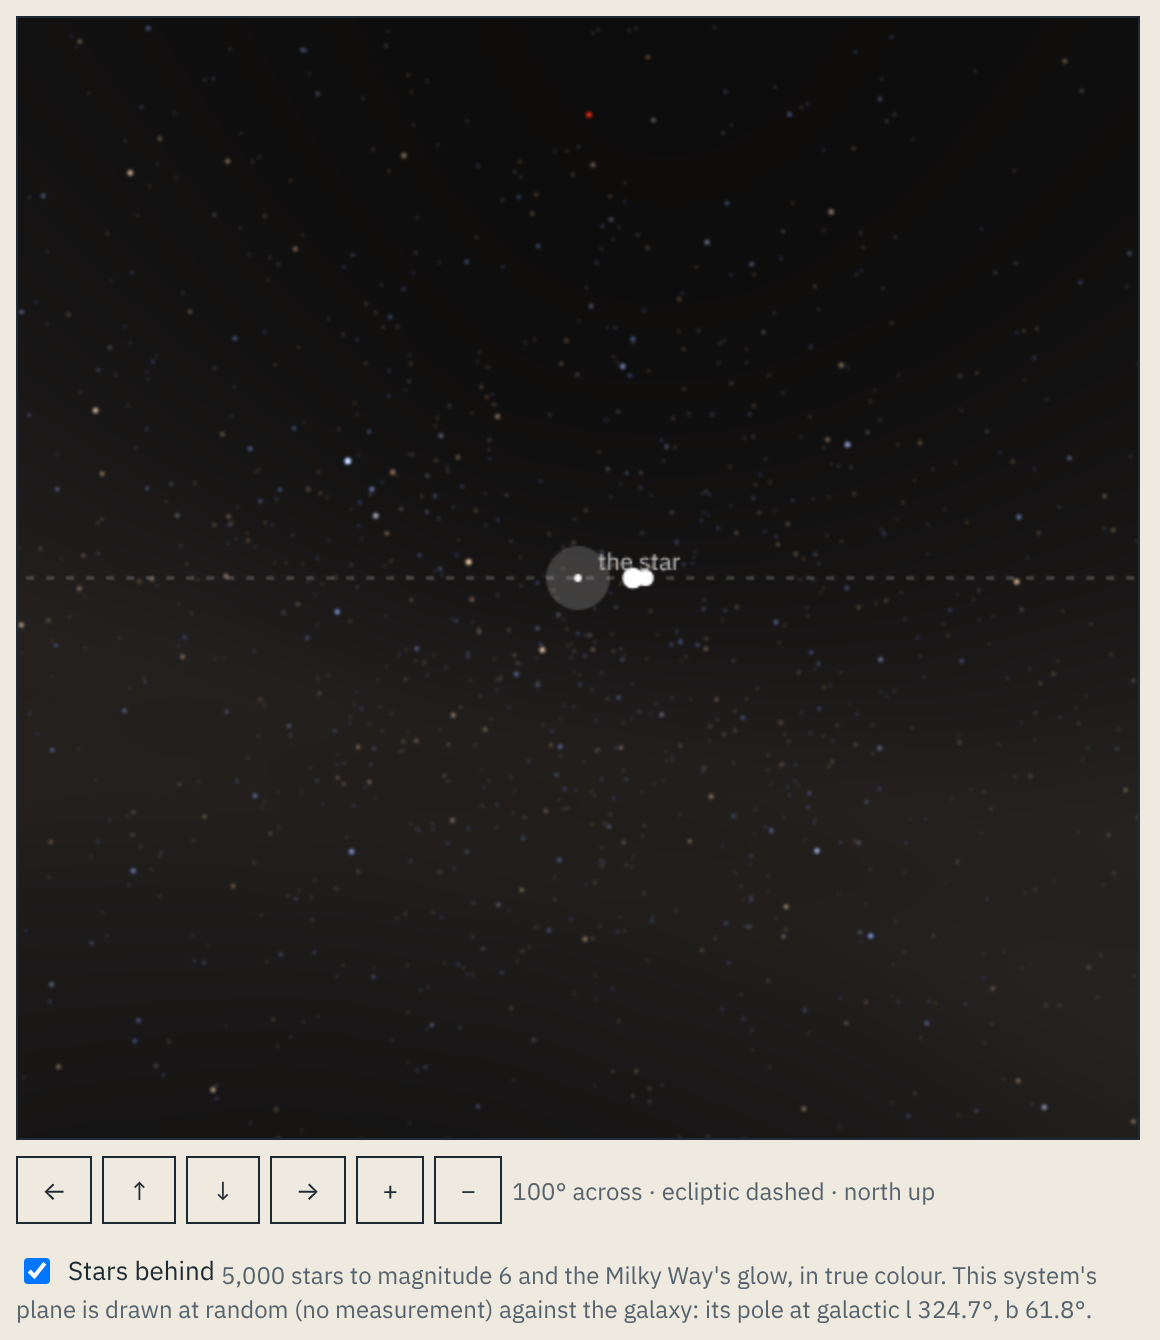 the star
← ↑ ↓ → + − 100° across · ecliptic dashed · north up
Stars behind 5,000 stars to magnitude 6 and the Milky Way's glow, in true colour. This system's
plane is drawn at random (no measurement) against the galaxy: its pole at galactic l 324.7°, b 61.8°.